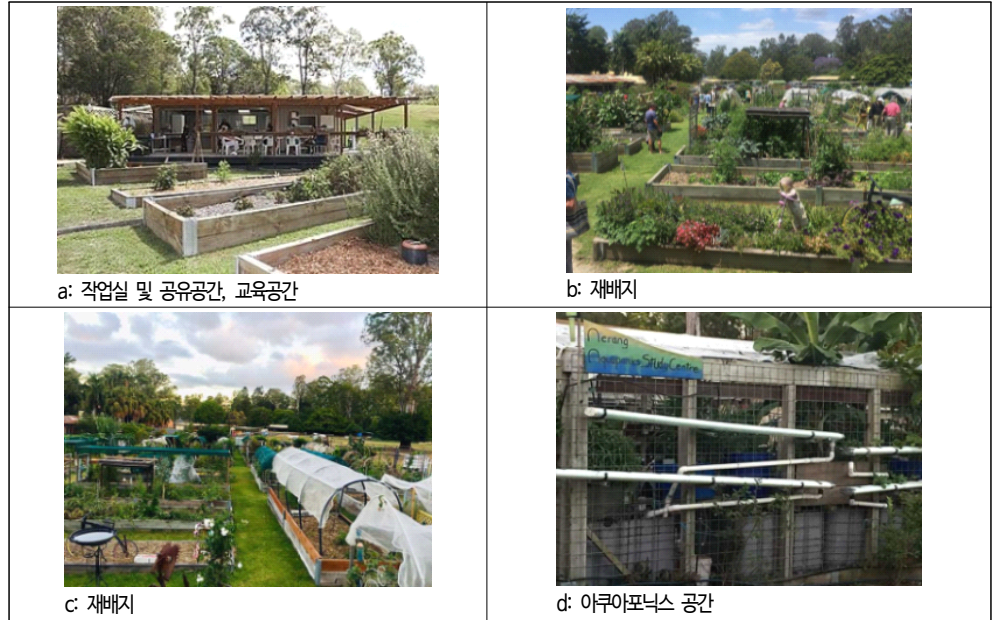 a: 작업실 및 공유공간, 교육공간
b: 재배지
Nerang
Aquaponics Study Centre
c: 재배지
d: 아쿠아포닉스 공간